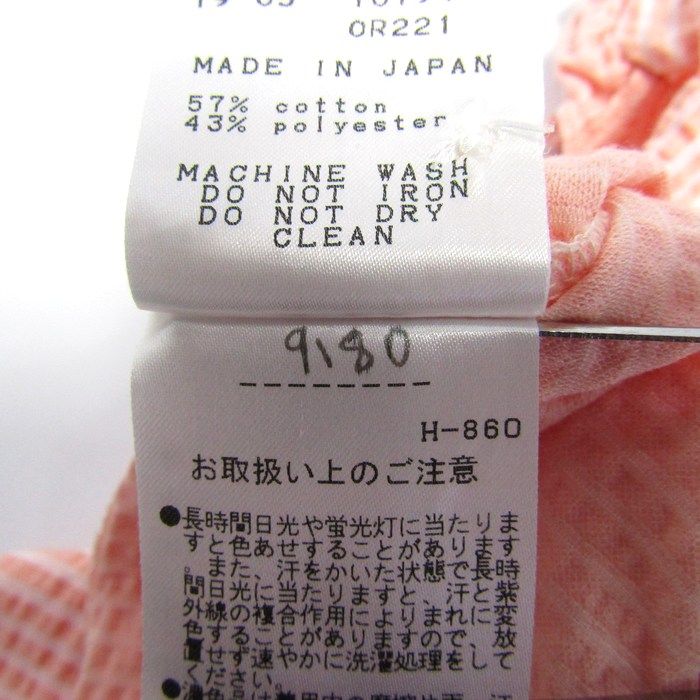 OR221
MADE IN JAPAN
57% cotton
43% polyester
MACHINE WASH
DO NOT IRON
DO NOT DRY
CLEAN
9180
H-860
お取扱い上のご注意
●長時間日光や蛍光灯に当たりま
すと色あせすることがあります
。また、汗をかいた状態で長時
間日光に当たりますと、汗と紫
外線の複合作用により、まれに変
色することがありますので、放
置せず速やかに洗濯処理をして